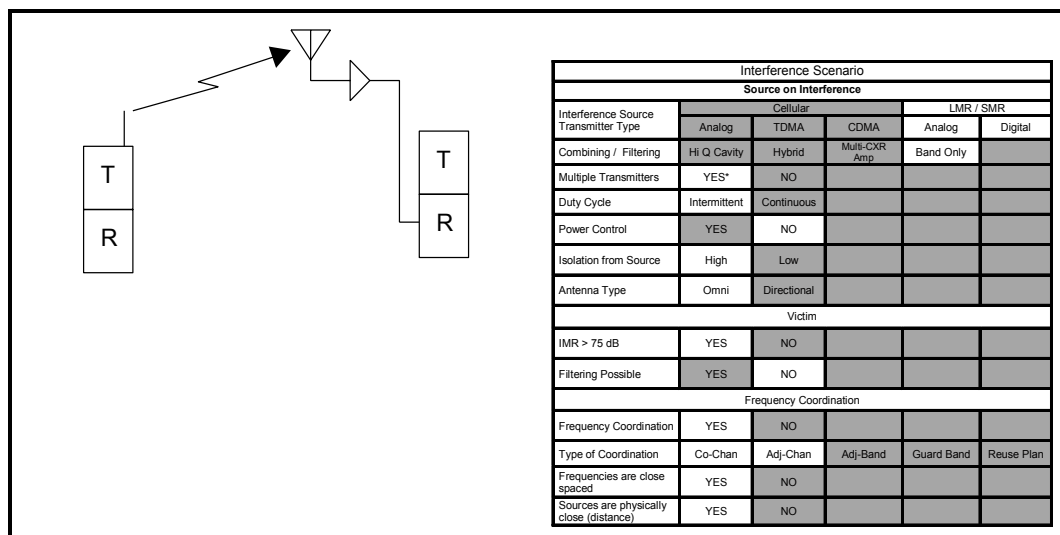 T
R
T
R
Interference Scenario
Source on Interference
Interference Source Transmitter Type
Cellular
LMR / SMR
Analog TDMA CDMA Analog Digital
Combining / Filtering Hi Q Cavity Hybrid Multi-CXR Amp Band Only
Multiple Transmitters YES* NO
Duty Cycle Intermittent Continuous
Power Control YES NO
Isolation from Source High Low
Antenna Type Omni Directional
Victim
IMR > 75 dB YES NO
Filtering Possible YES NO
Frequency Coordination
Frequency Coordination YES NO
Type of Coordination Co-Chan Adj-Chan Adj-Band Guard Band Reuse Plan
Frequencies are close spaced YES NO
Sources are physically close (distance) YES NO